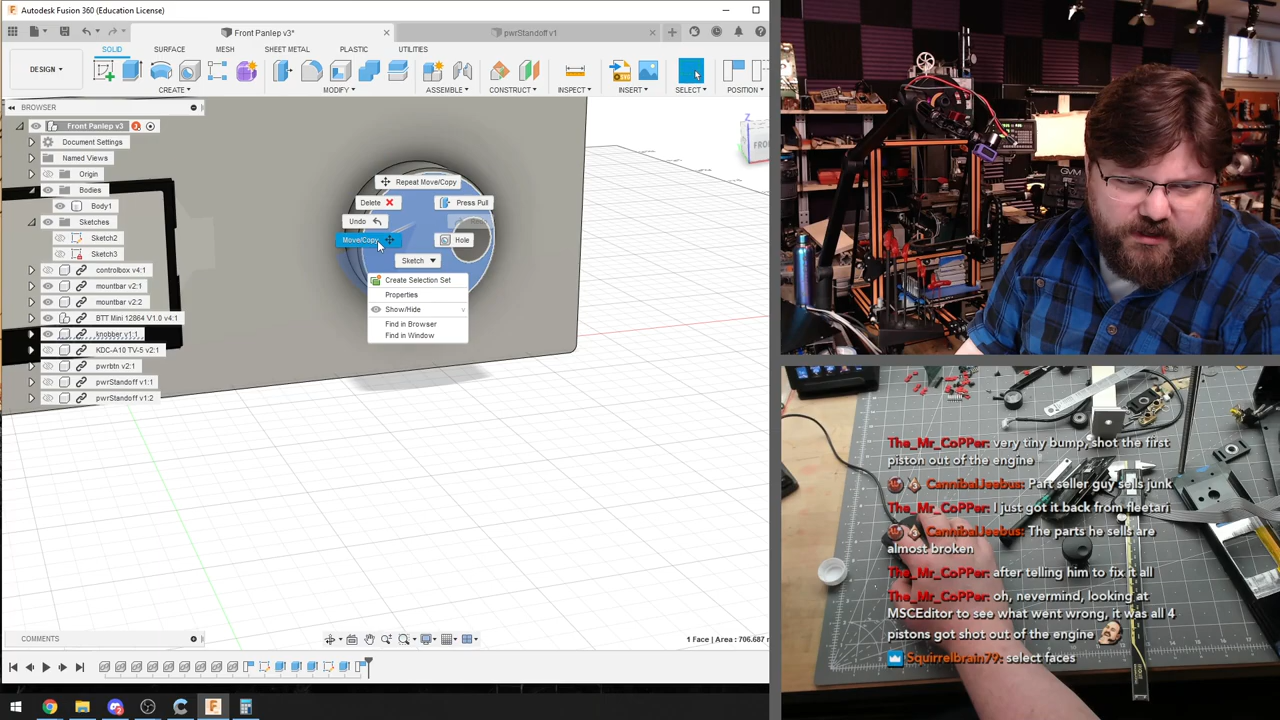 Autodesk Fusion 360 (Education License)
Front Panlep v3*
pwrStandoff v1
SOLID SURFACE MESH SHEET METAL PLASTIC UTILITIES
DESIGN
CREATE MODIFY ASSEMBLE CONSTRUCT INSPECT INSERT SELECT POSITION
BROWSER
Front Panlep v3
Document Settings
Named Views
Origin
Bodies
Body1
Sketches
Sketch2
Sketch3
controlbox v4:1
mountbar v2:1
mountbar v2:2
BTT Mini 12864 V1.0 v4:1
knobber v1:1
KDC-A10 TV-5 v2:1
pwrbtn v2:1
pwrStandoff v1:1
pwrStandoff v1:2
Repeat Move/Copy
Delete
Press Pull
Undo
Move/Copy
Hole
Sketch
Create Selection Set
Properties
Show/Hide
v
Find in Browser
Find in Window
Z
FRONT
COMMENTS
1 Face | Area : 706.687
GVM
The_Mr_CoPPer: very tiny bump, shot the first
piston out of the engine
CannibalJeebus: Part seller guy sells junk
The_Mr_CoPPer: I just got it back from fleetari
CannibalJeebus: The parts he sells are
almost broken
The_Mr_CoPPer: after telling him to fix it all
The_Mr_CoPPer: oh, nevermind, looking at
MSCEditor to see what went wrong, it was all 4
pistons got shot out of the engine
Squirrelbrain79: select faces